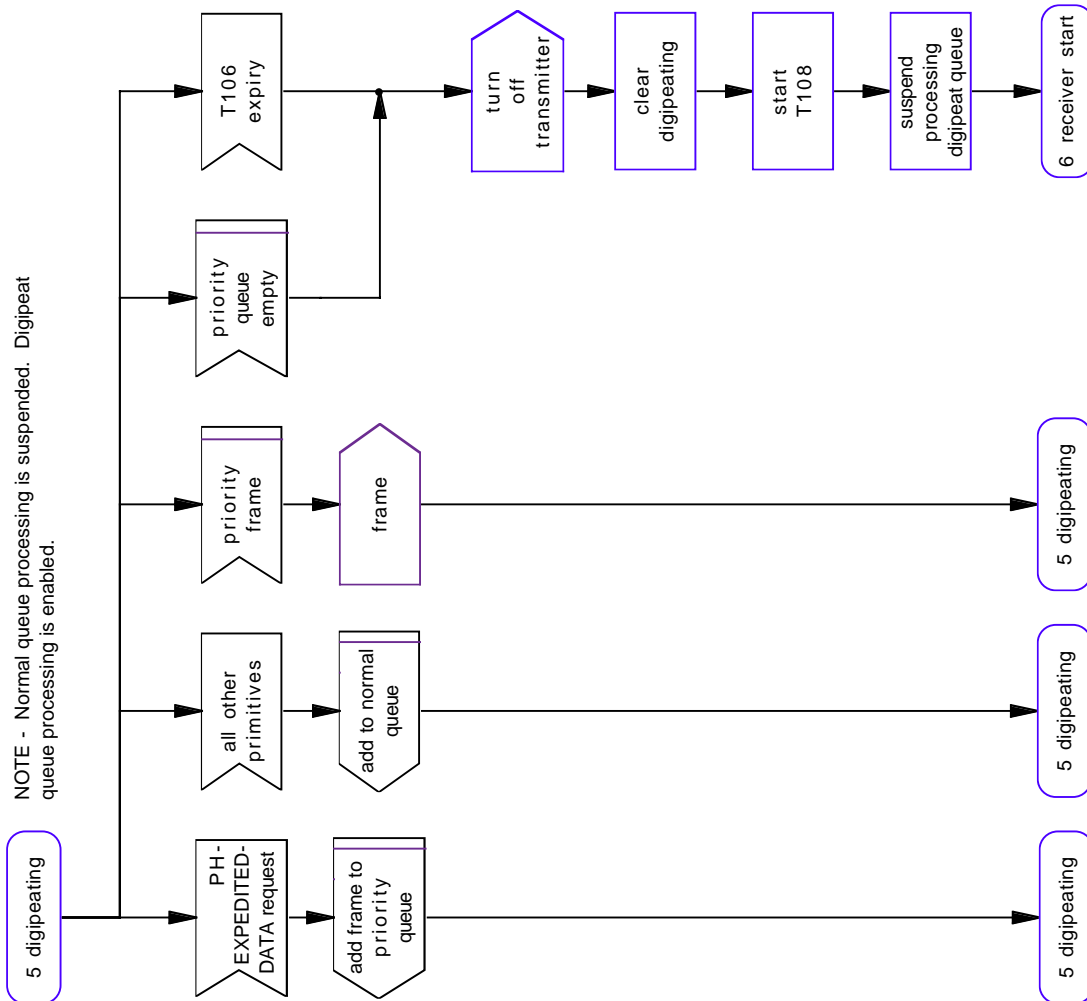 5 digipeating
NOTE - Normal queue processing is suspended. Digipeat
queue processing is enabled.
PH-
EXPEDITED-
DATA request
add frame to
priority
queue
5 digipeating
all other
primitives
add to normal
queue
5 digipeating
priority
frame
frame
5 digipeating
priority
queue
empty
T106
expiry
turn
off
transmitter
clear
digipeating
start
T108
suspend
processing
digipeat queue
6 receiver start